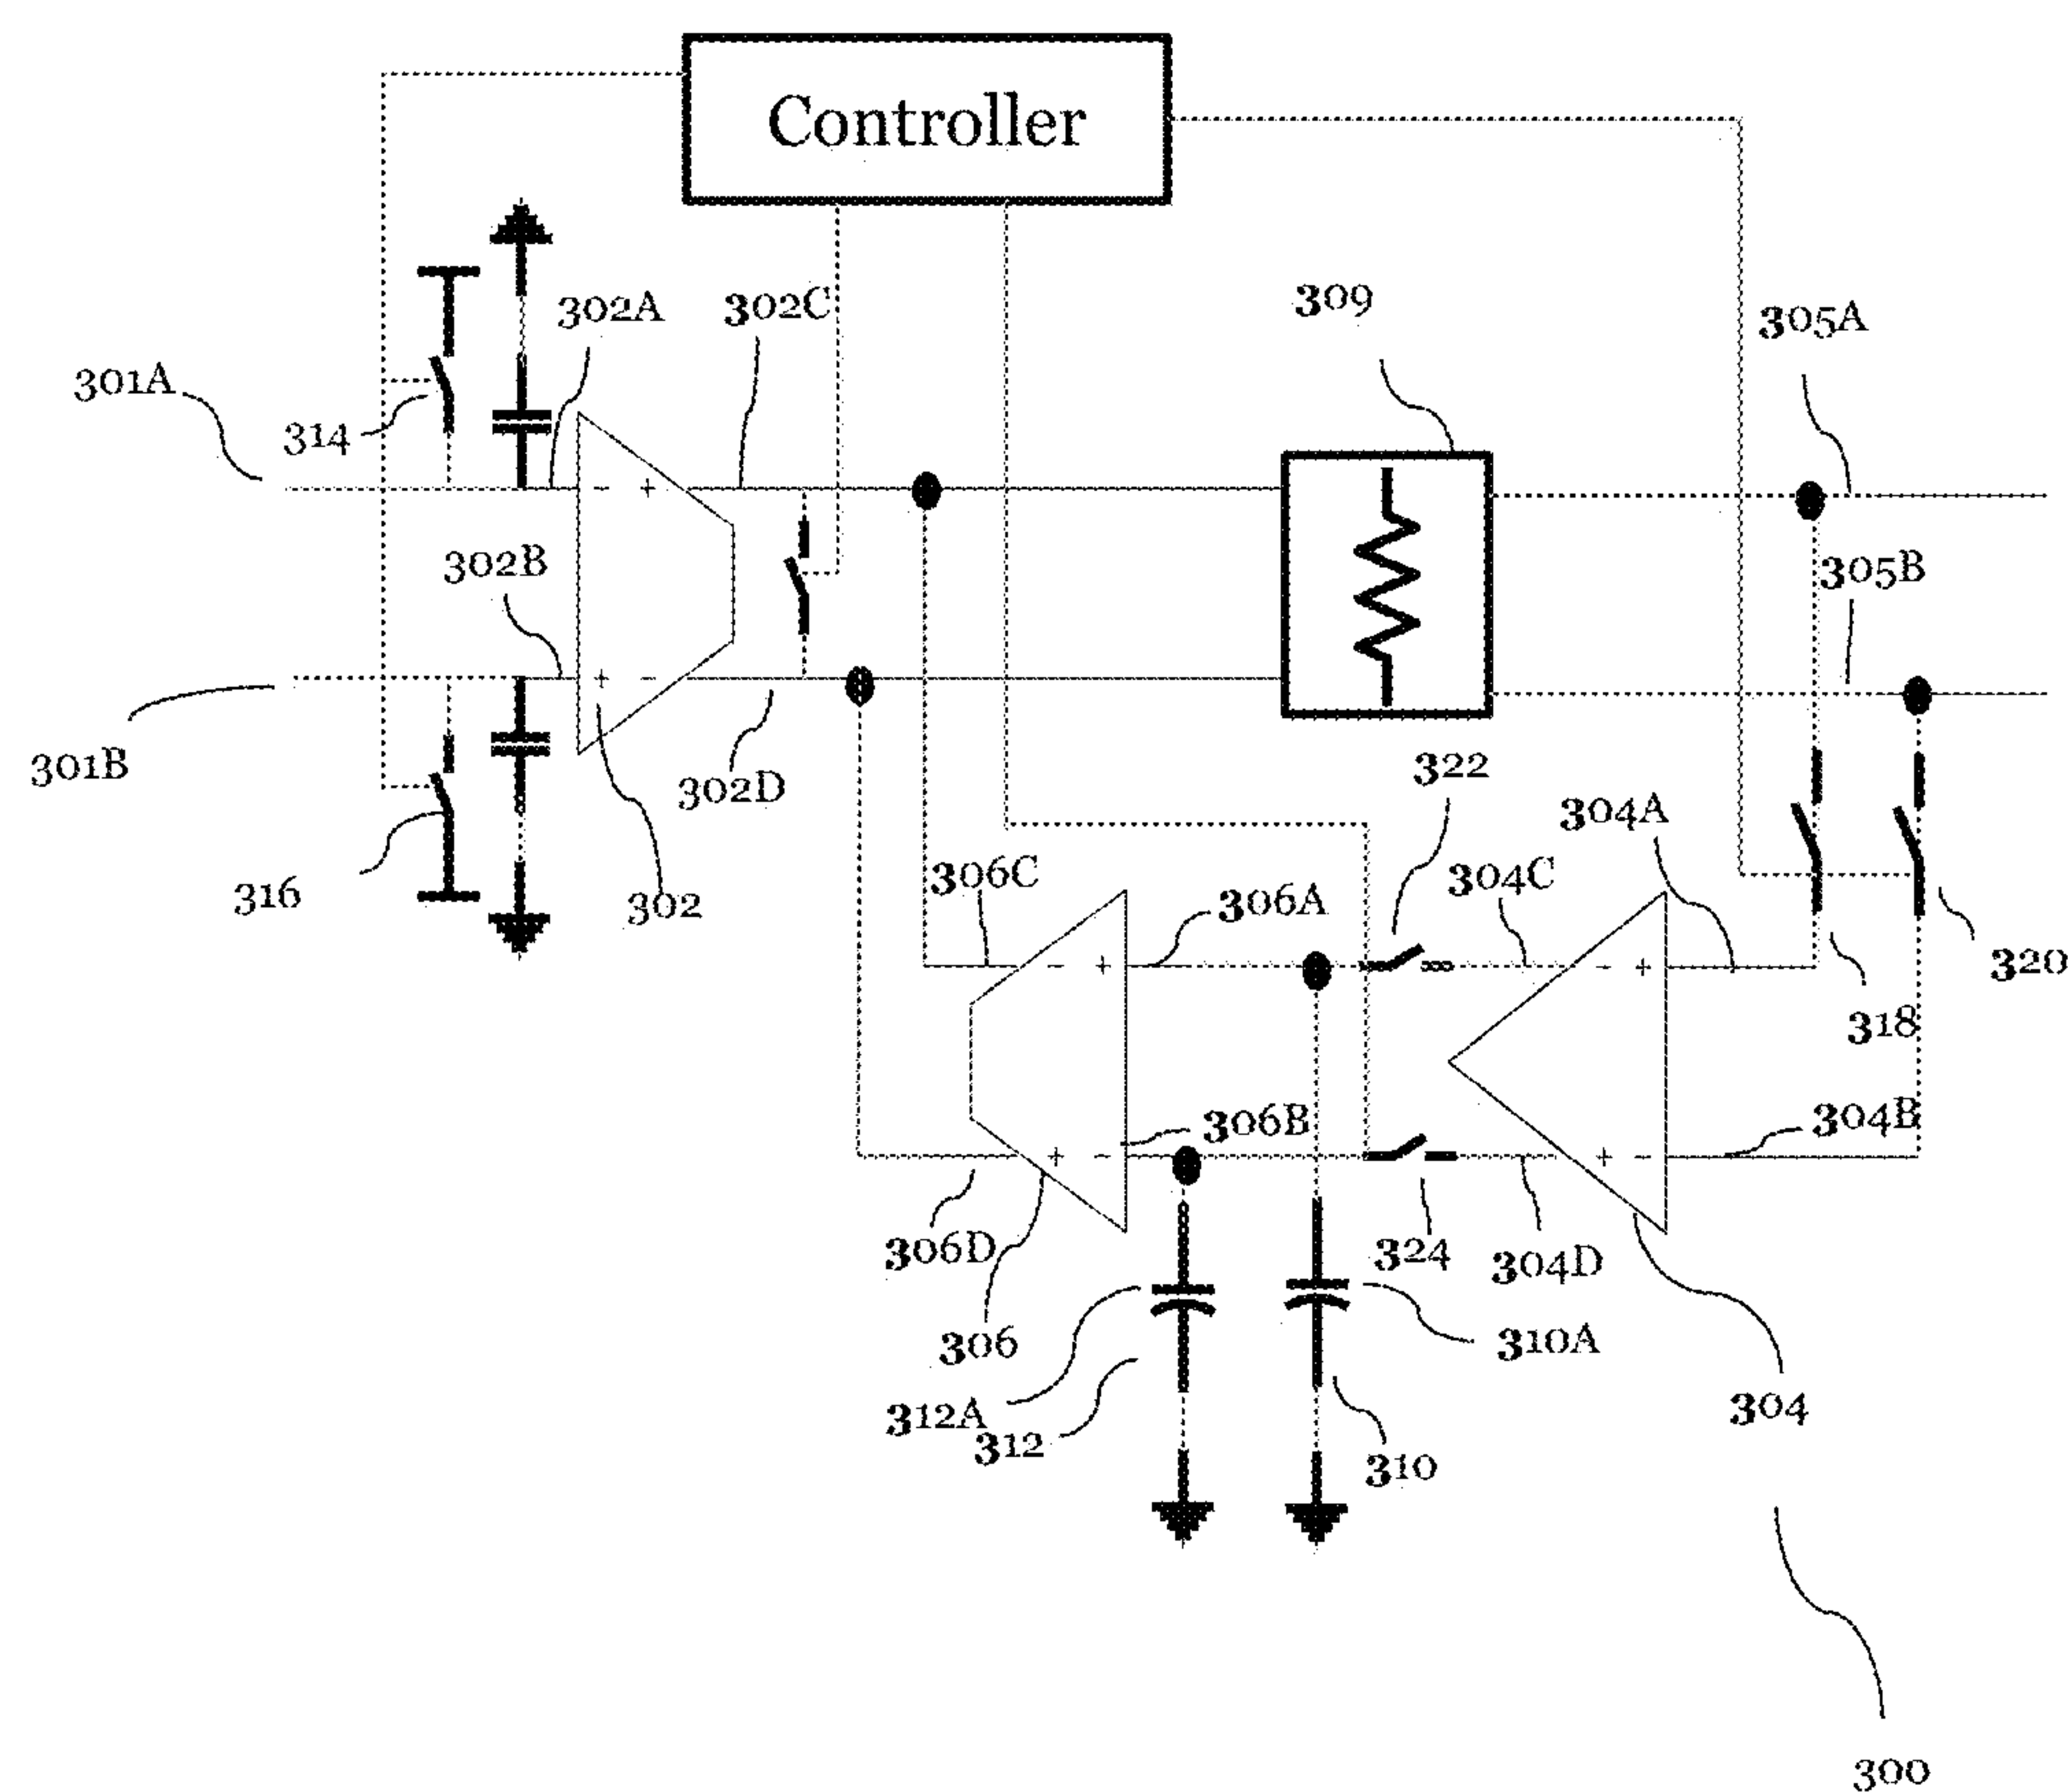 Controller
302A
302C
309
305A
301A
314
- +
302B
305B
+ -
301B
302D
322
304A
316
302
306C
306A
304C
320
- +
- +
318
306B
304B
+ -
+ -
306D
324
304D
306
310A
312A
304
312
310
300